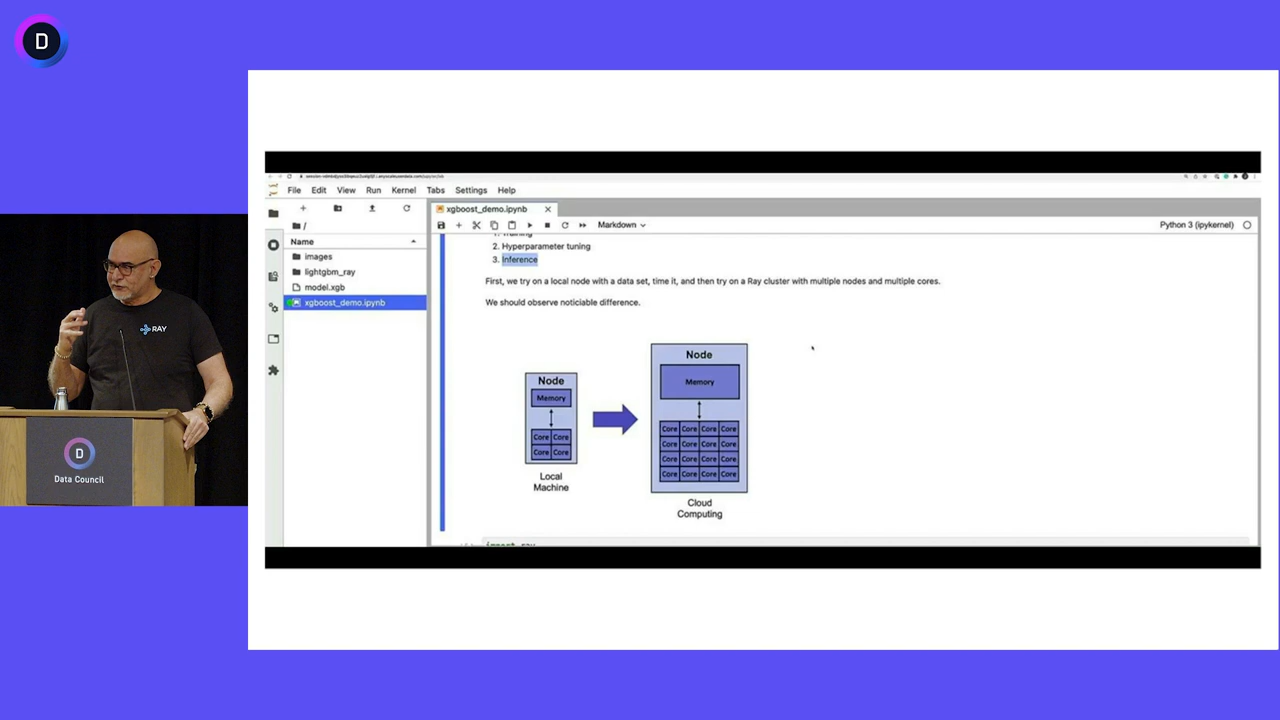 D
File Edit View Run Kernel Tabs Settings Help
xgboost_demo.ipynb
Markdown
Python 3 (ipykernel)
/
Name
images
lightgbm_ray
model.xgb
xgboost_demo.ipynb
2. Hyperparameter tuning
3. Inference
First, we try on a local node with a data set, time it, and then try on a Ray cluster with multiple nodes and multiple cores.
We should observe noticiable difference.
Node
Memory
Core Core
Core Core
Local
Machine
Node
Memory
Core Core Core Core
Core Core Core Core
Core Core Core Core
Core Core Core Core
Cloud
Computing
RAY
D
Data Council